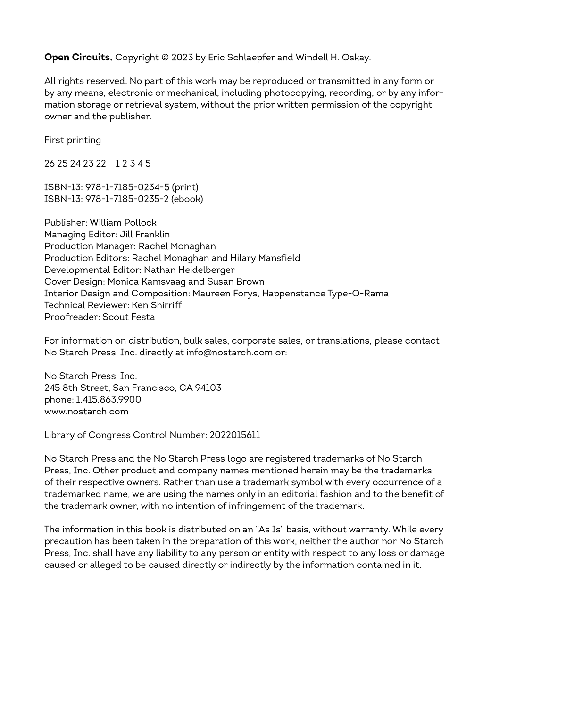 Open Circuits. Copyright © 2023 by Eric Schlaepfer and Windell H. Oskay.
All rights reserved. No part of this work may be reproduced or transmitted in any form or
by any means, electronic or mechanical, including photocopying, recording, or by any infor-
mation storage or retrieval system, without the prior written permission of the copyright
owner and the publisher.
First printing
26 25 24 23 22 1 2 3 4 5
ISBN-13: 978-1-7185-0234-5 (print)
ISBN-13: 978-1-7185-0235-2 (ebook)
Publisher: William Pollock
Managing Editor: Jill Franklin
Production Manager: Rachel Monaghan
Production Editors: Rachel Monaghan and Hilary Mansfield
Developmental Editor: Nathan Heidelberger
Cover Design: Monica Kamsvaag and Susan Brown
Interior Design and Composition: Maureen Forys, Happenstance Type-O-Rama
Technical Reviewer: Ken Shirriff
Proofreader: Scout Festa
For information on distribution, bulk sales, corporate sales, or translations, please contact
No Starch Press, Inc. directly at info@nostarch.com or:
No Starch Press, Inc.
245 8th Street, San Francisco, CA 94103
phone: 1.415.863.9900
www.nostarch.com
Library of Congress Control Number: 2022015611
No Starch Press and the No Starch Press logo are registered trademarks of No Starch
Press, Inc. Other product and company names mentioned herein may be the trademarks
of their respective owners. Rather than use a trademark symbol with every occurrence of a
trademarked name, we are using the names only in an editorial fashion and to the benefit of
the trademark owner, with no intention of infringement of the trademark.
The information in this book is distributed on an "As Is" basis, without warranty. While every
precaution has been taken in the preparation of this work, neither the author nor No Starch
Press, Inc. shall have any liability to any person or entity with respect to any loss or damage
caused or alleged to be caused directly or indirectly by the information contained in it.